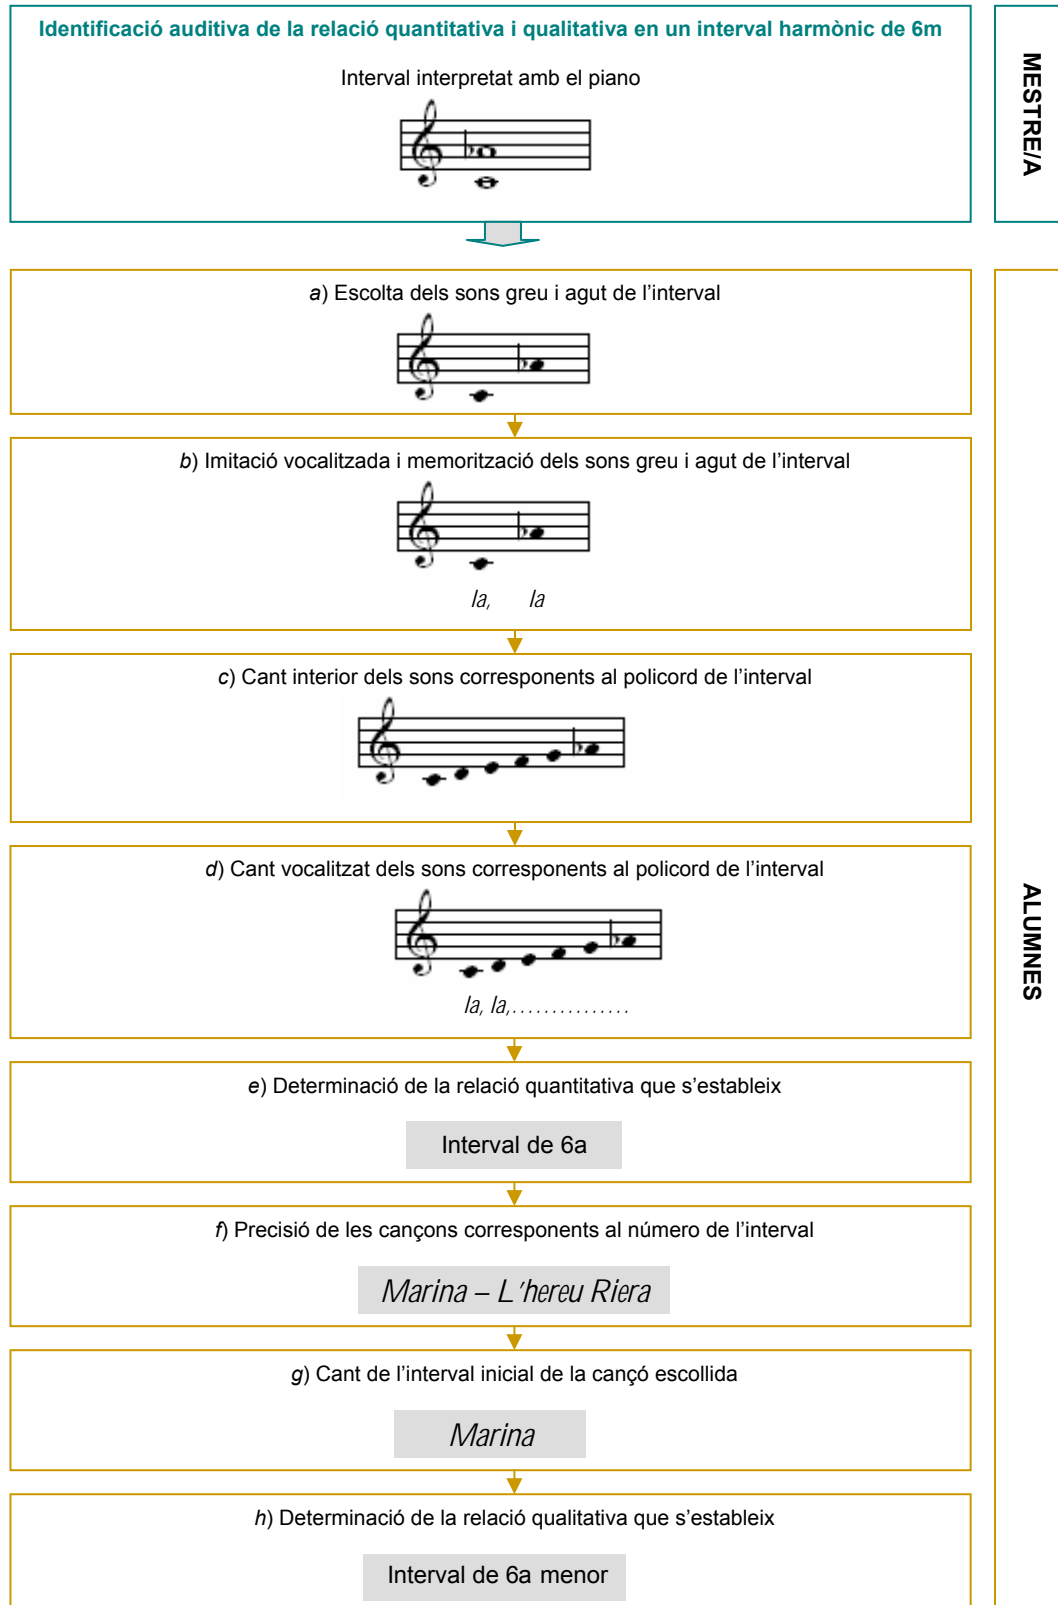 Identificació auditiva de la relació quantitativa i qualitativa en un interval harmònic de 6m
Interval interpretat amb el piano
MESTRE/A
a) Escolta dels sons greu i agut de l’interval
b) Imitació vocalitzada i memorització dels sons greu i agut de l’interval
la, la
c) Cant interior dels sons corresponents al policord de l’interval
d) Cant vocalitzat dels sons corresponents al policord de l’interval
la, la,……………
e) Determinació de la relació quantitativa que s’estableix
Interval de 6a
f) Precisió de les cançons corresponents al número de l’interval
Marina – L’hereu Riera
g) Cant de l’interval inicial de la cançó escollida
Marina
h) Determinació de la relació qualitativa que s’estableix
Interval de 6a menor
ALUMNES